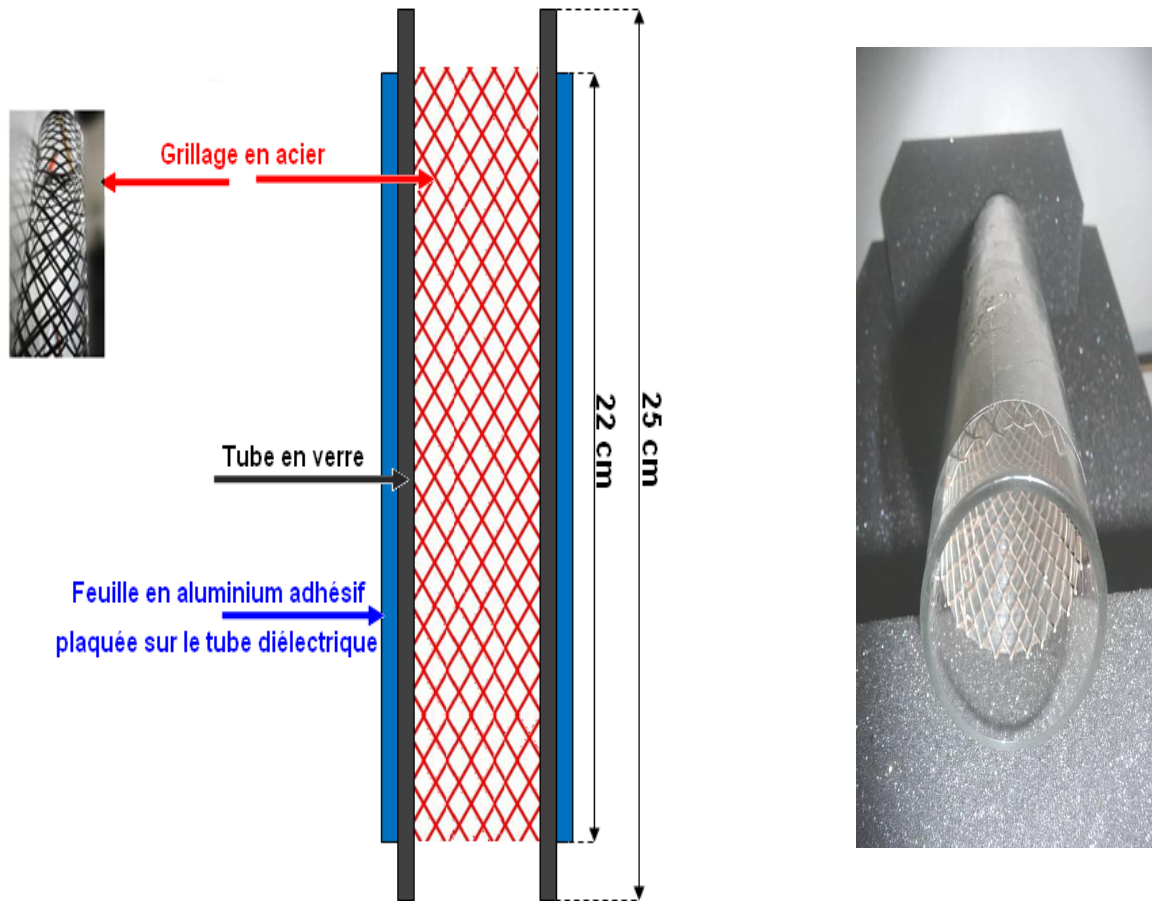 Grillage en acier
Tube en verre
Feuille en aluminium adhésif
plaquée sur le tube diélectrique
22 cm
25 cm